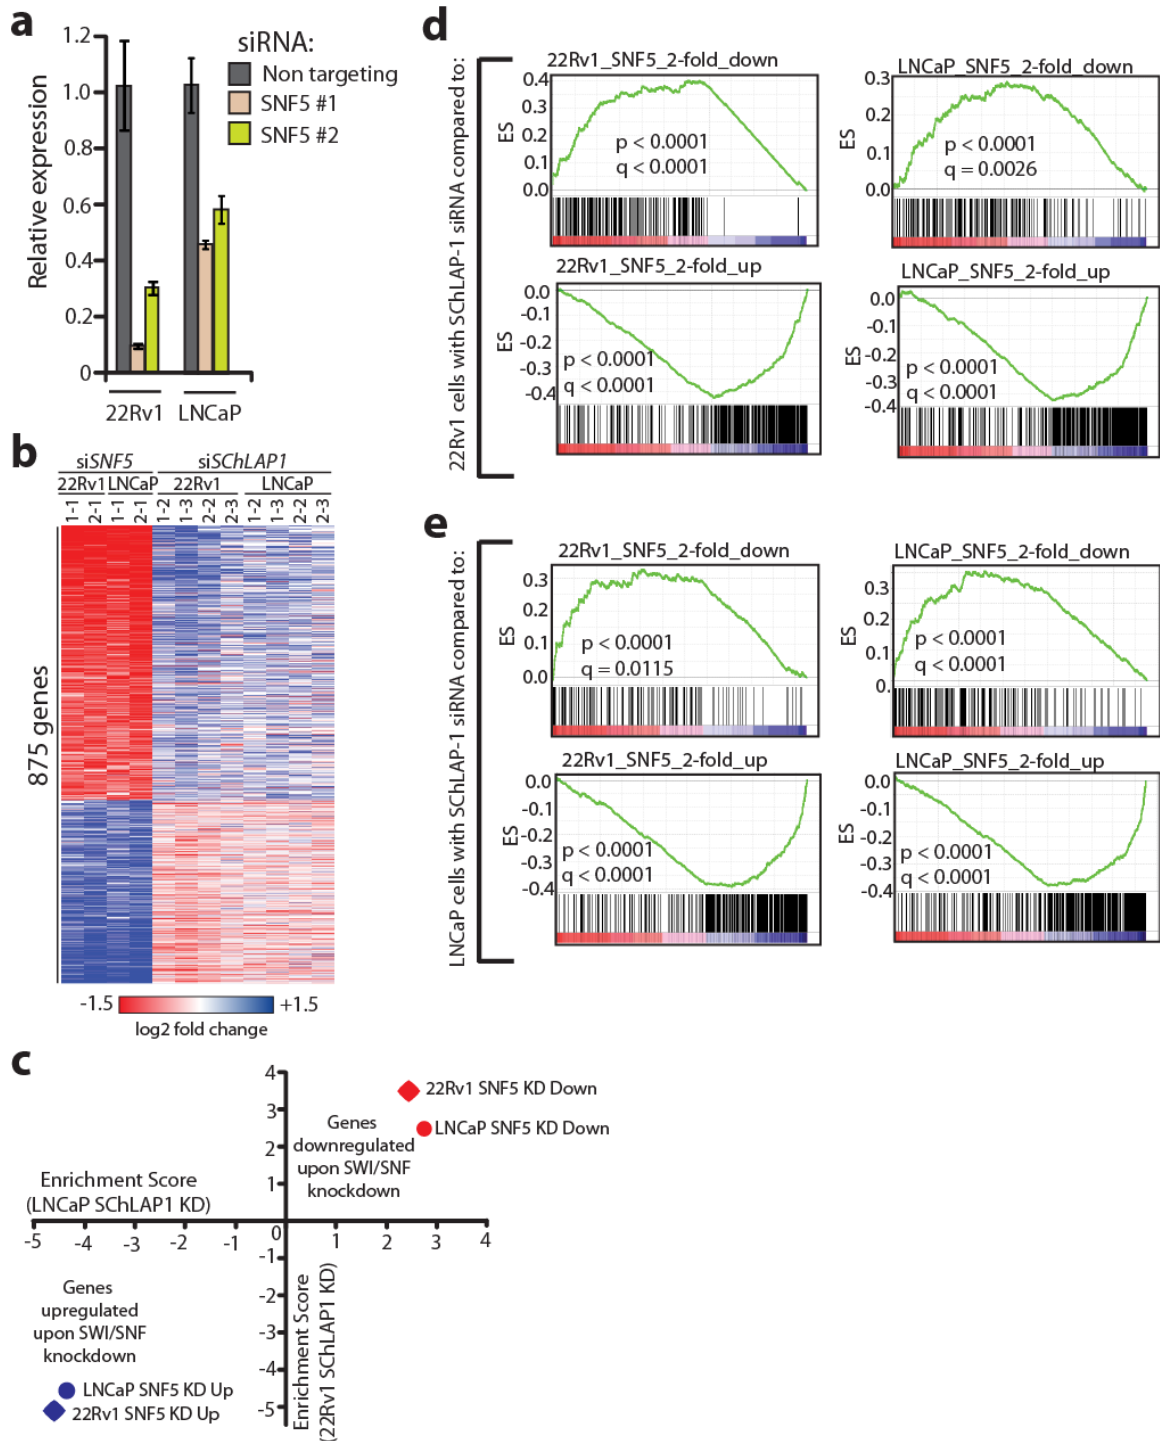 a
1.2
1.0
0.8
0.6
0.4
0.2
0
Relative expression
siRNA:
Non targeting
SNF5 #1
SNF5 #2
22Rv1
LNCaP
b
siSNF5
siSChLAP1
22Rv1
LNCaP
22Rv1
LNCaP
1-1
2-1
1-1
2-1
1-2
1-3
2-2
2-3
1-2
1-3
2-2
2-3
875 genes
-1.5
+1.5
log2 fold change
c
4
3
2
1
0
-1
-2
-3
-4
-5
-5
-4
-3
-2
-1
1
2
3
4
Enrichment Score
(LNCaP SChLAP1 KD)
Enrichment Score
(22Rv1 SChLAP1 KD)
22Rv1 SNF5 KD Down
LNCaP SNF5 KD Down
Genes
downregulated
upon SWI/SNF
knockdown
Genes
upregulated
upon SWI/SNF
knockdown
LNCaP SNF5 KD Up
22Rv1 SNF5 KD Up
d
22Rv1 cells with SChLAP-1 siRNA compared to:
22Rv1_SNF5_2-fold_down
0.4
0.3
0.2
0.1
0.0
ES
p < 0.0001
q < 0.0001
LNCaP_SNF5_2-fold_down
0.3
0.2
0.1
0.0
ES
p < 0.0001
q = 0.0026
22Rv1_SNF5_2-fold_up
0.0
-0.1
-0.2
-0.3
-0.4
ES
p < 0.0001
q < 0.0001
LNCaP_SNF5_2-fold_up
0.0
-0.1
-0.2
-0.3
-0.4
ES
p < 0.0001
q < 0.0001
e
LNCaP cells with SChLAP-1 siRNA compared to:
22Rv1_SNF5_2-fold_down
0.3
0.2
0.1
0.0
ES
p < 0.0001
q = 0.0115
LNCaP_SNF5_2-fold_down
0.3
0.2
0.1
0.
ES
p < 0.0001
q < 0.0001
22Rv1_SNF5_2-fold_up
0.0
-0.1
-0.2
-0.3
-0.4
ES
p < 0.0001
q < 0.0001
LNCaP_SNF5_2-fold_up
0.0
-0.1
-0.2
-0.3
-0.4
ES
p < 0.0001
q < 0.0001